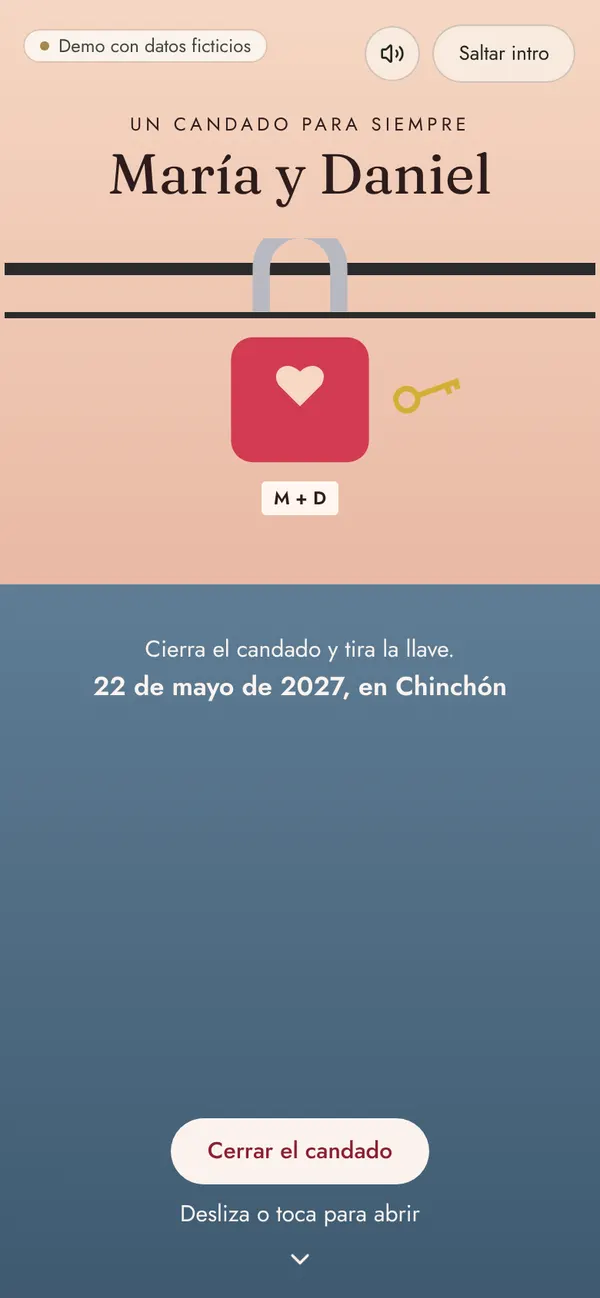 Demo con datos ficticios
Saltar intro
UN CANDADO PARA SIEMPRE
María y Daniel
M + D
Cierra el candado y tira la llave.
22 de mayo de 2027, en Chinchón
Cerrar el candado
Desliza o toca para abrir